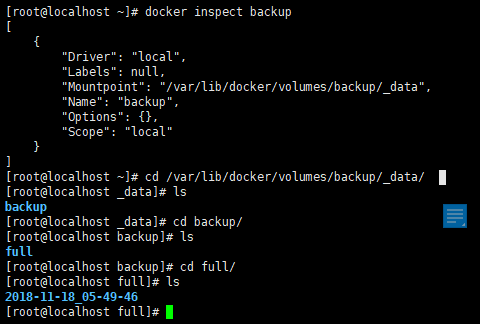 [root@localhost ~]# docker inspect backup
[
    {
        "Driver": "local",
        "Labels": null,
        "Mountpoint": "/var/lib/docker/volumes/backup/_data",
        "Name": "backup",
        "Options": {},
        "Scope": "local"
    }
]
[root@localhost ~]# cd /var/lib/docker/volumes/backup/_data/
[root@localhost _data]# ls
backup
[root@localhost _data]# cd backup/
[root@localhost backup]# ls
full
[root@localhost backup]# cd full/
[root@localhost full]# ls
2018-11-18_05-49-46
[root@localhost full]#